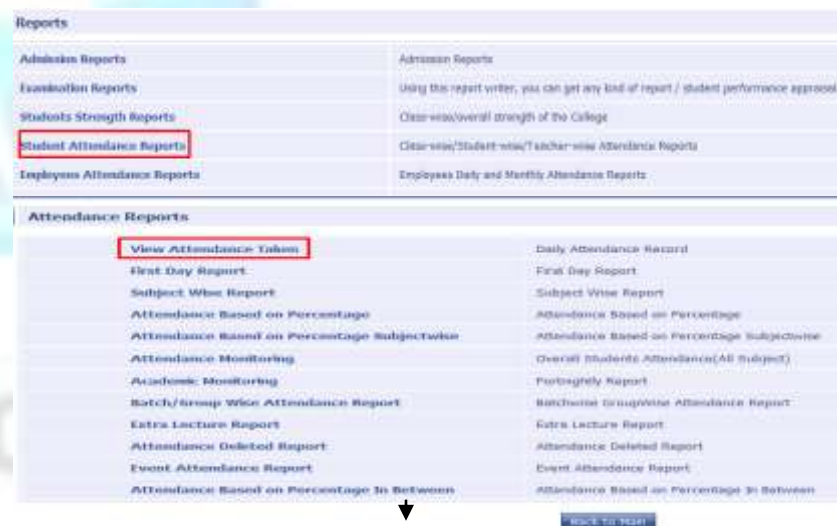 Reports
Admission Reports Admission Reports
Examination Reports Using this report writer, you can get any kind of report / student performance appraisal
Students Strength Reports Class-wise/overall strength of the College
Student Attendance Reports Class-wise/Student-wise/Teacher-wise Attendance Reports
Employees Attendance Reports Employees Daily and Monthly Attendance Reports
Attendance Reports
View Attendance Taken Daily Attendance Record
First Day Report First Day Report
Subject Wise Report Subject Wise Report
Attendance Based on Percentage Attendance Based on Percentage
Attendance Based on Percentage Subjectwise Attendance Based on Percentage Subjectwise
Attendance Monitoring Overall Students Attendance(All Subject)
Academic Monitoring Fortnightly Report
Batch/Group Wise Attendance Report Batchwise GroupWise Attendance Report
Extra Lecture Report Extra Lecture Report
Attendance Deleted Report Attendance Deleted Report
Event Attendance Report Event Attendance Report
Attendance Based on Percentage In Between Attendance Based on Percentage In Between
Back To Main